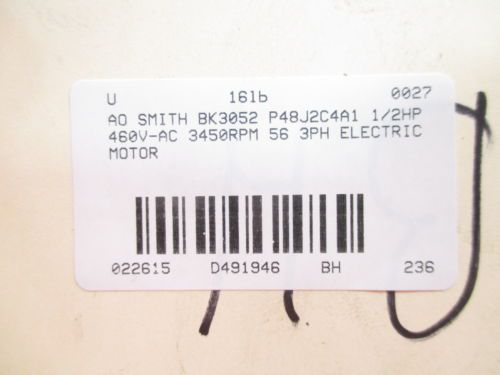 U 16lb 0027
AO SMITH BK3052 P48J2C4A1 1/2HP
460V-AC 3450RPM 56 3PH ELECTRIC
MOTOR
022615 D491946 BH 236